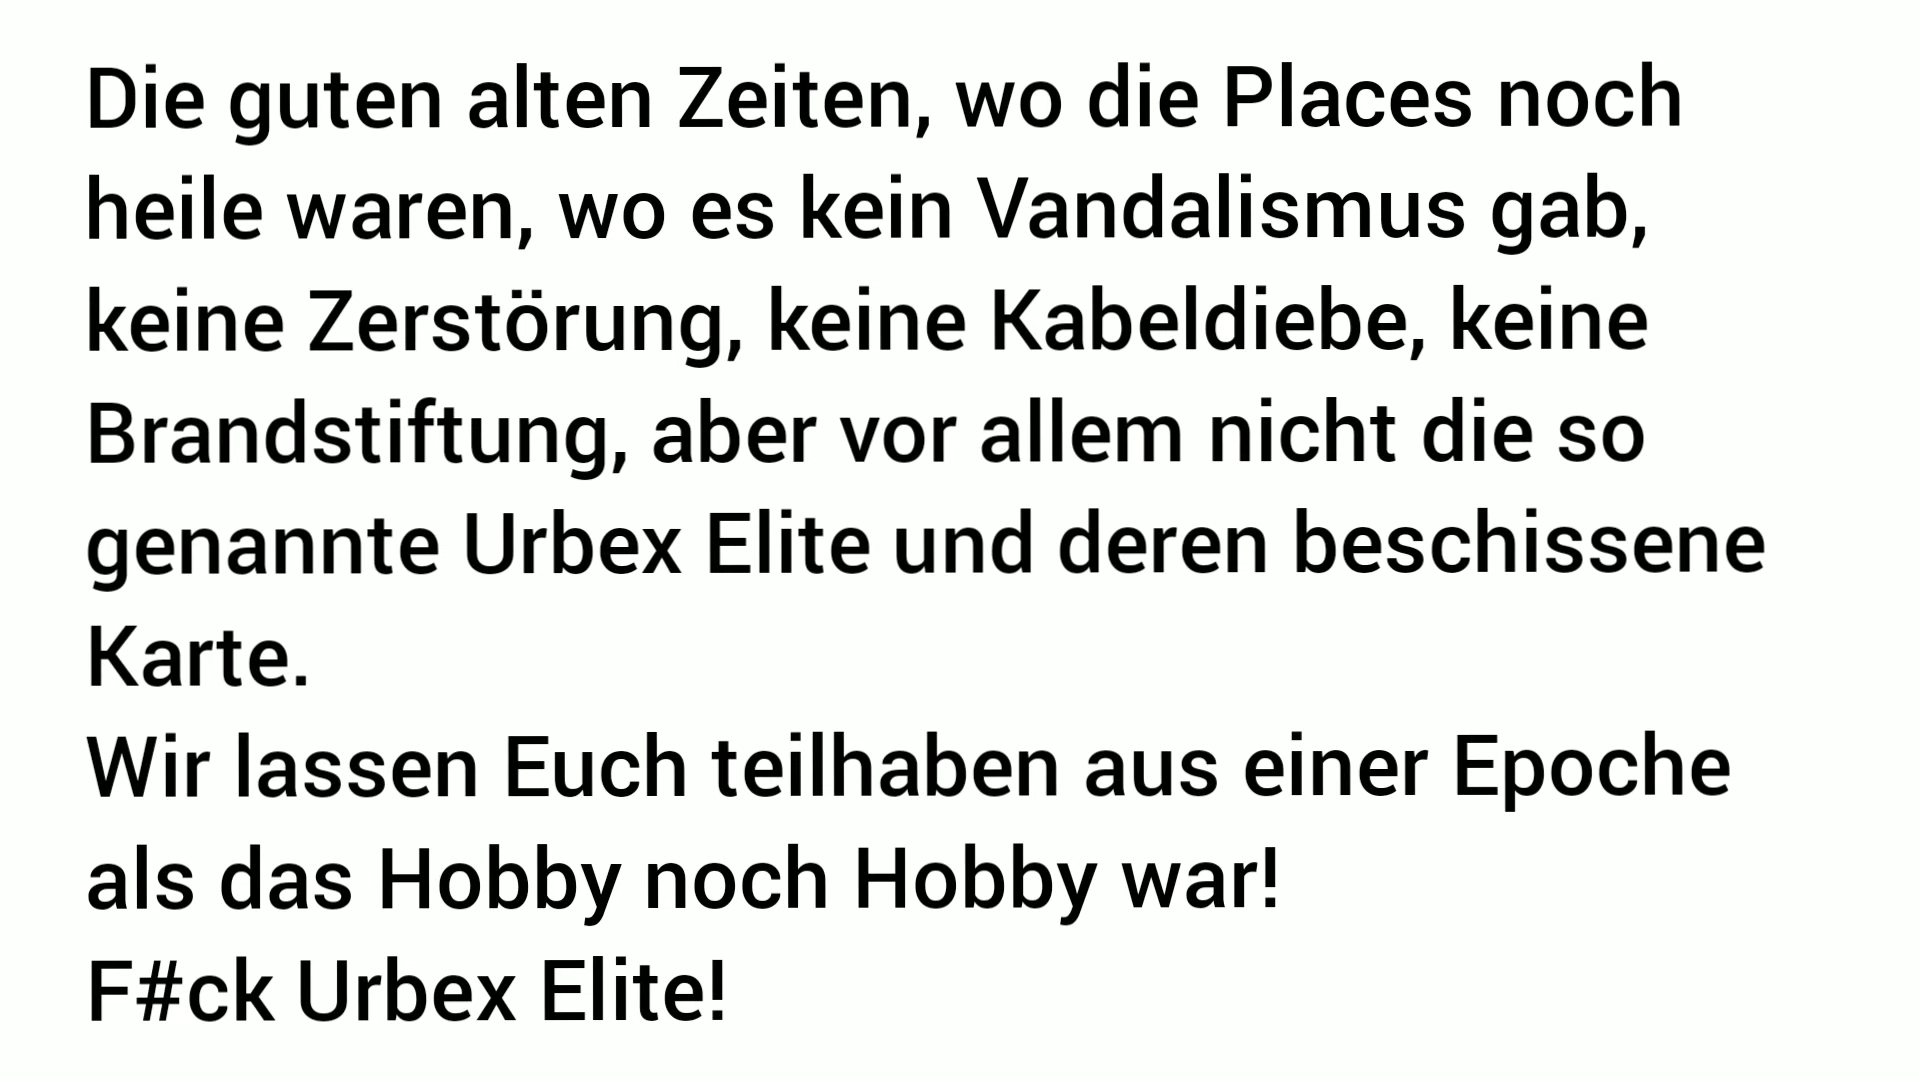 Die guten alten Zeiten, wo die Places noch
heile waren, wo es kein Vandalismus gab,
keine Zerstörung, keine Kabeldiebe, keine
Brandstiftung, aber vor allem nicht die so
genannte Urbex Elite und deren beschissene
Karte.
Wir lassen Euch teilhaben aus einer Epoche
als das Hobby noch Hobby war!
F#ck Urbex Elite!